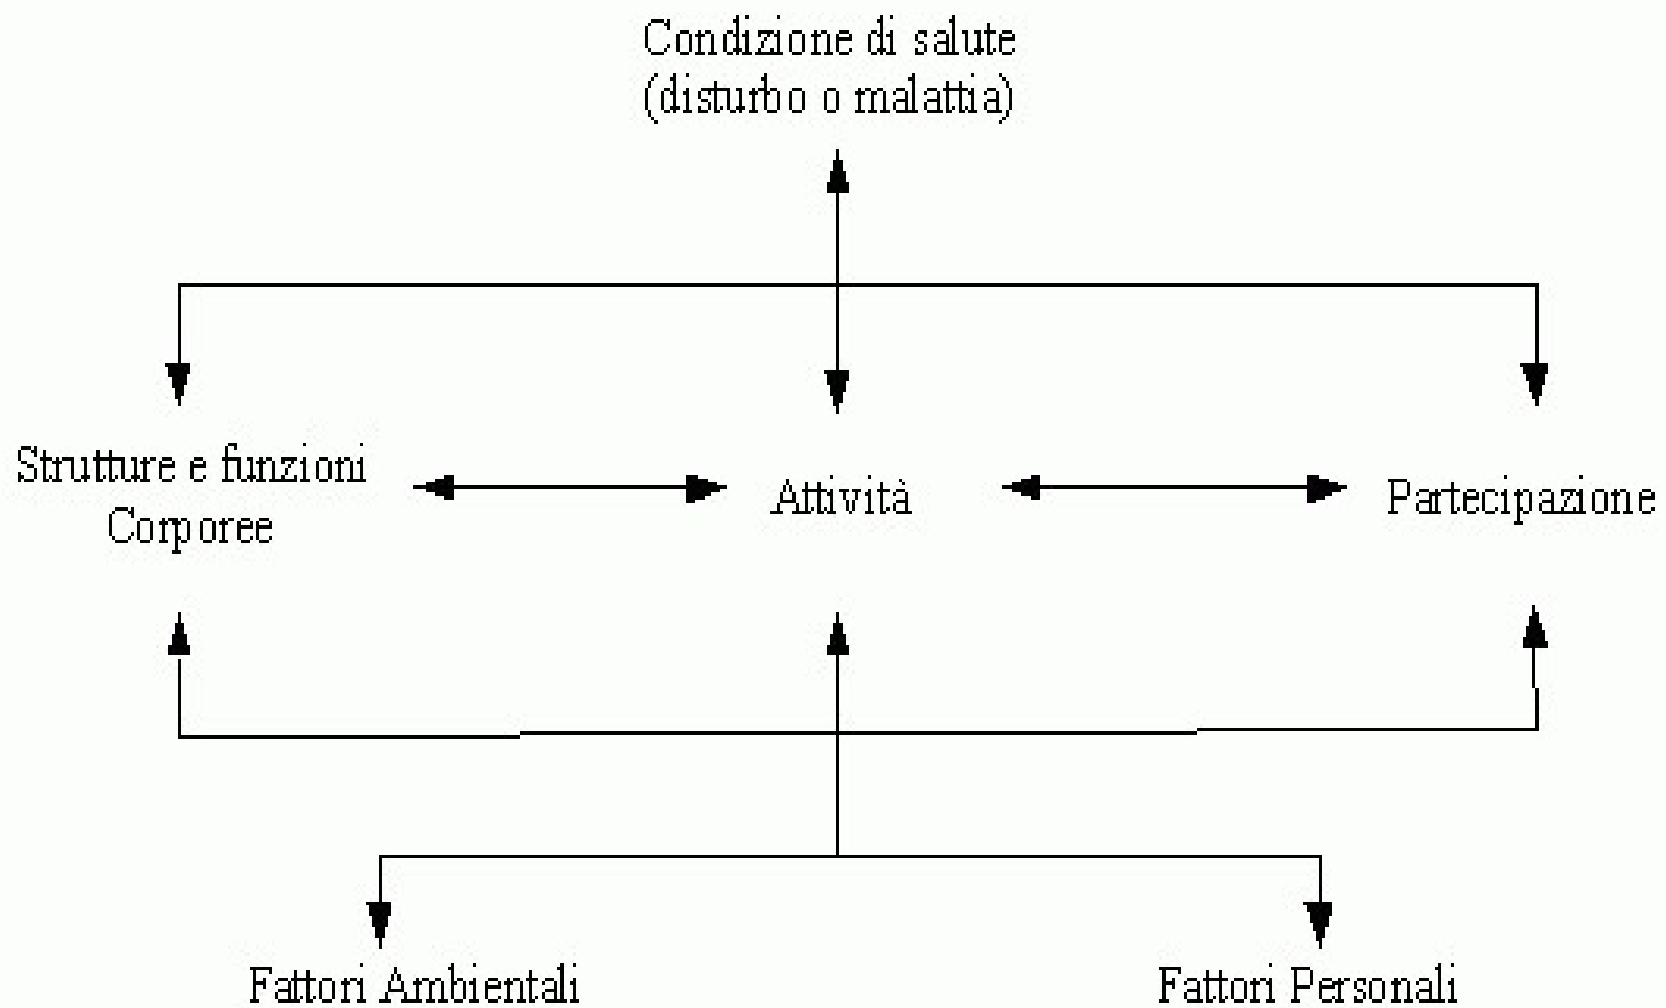 Condizione di salute
(disturbo o malattia)
Strutture e funzioni
Corporee
Attività
Partecipazione
Fattori Ambientali
Fattori Personali